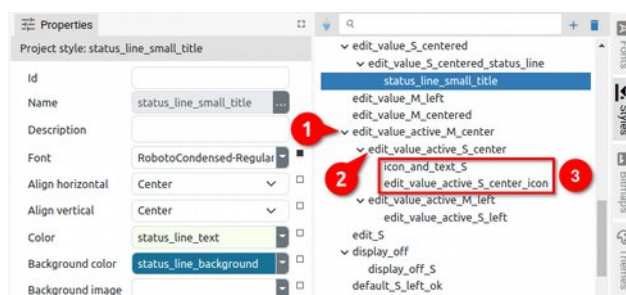 Properties
Project style: status_line_small_title
Id
Name status_line_small_title ...
Description
Font RobotoCondensed-Regular
Align horizontal Center
Align vertical Center
Color status_line_text
Background color status_line_background
Background image
edit_value_S_centered
edit_value_S_centered_status_line
status_line_small_title
edit_value_M_left
edit_value_M_centered
1 edit_value_active_M_center
2 edit_value_active_S_center
icon_and_text_S
edit_value_active_S_center_icon
3
edit_value_active_M_left
edit_value_active_S_left
edit_S
display_off
display_off_S
default_S_left_ok
Fonts
Styles
Bitmaps
Themes